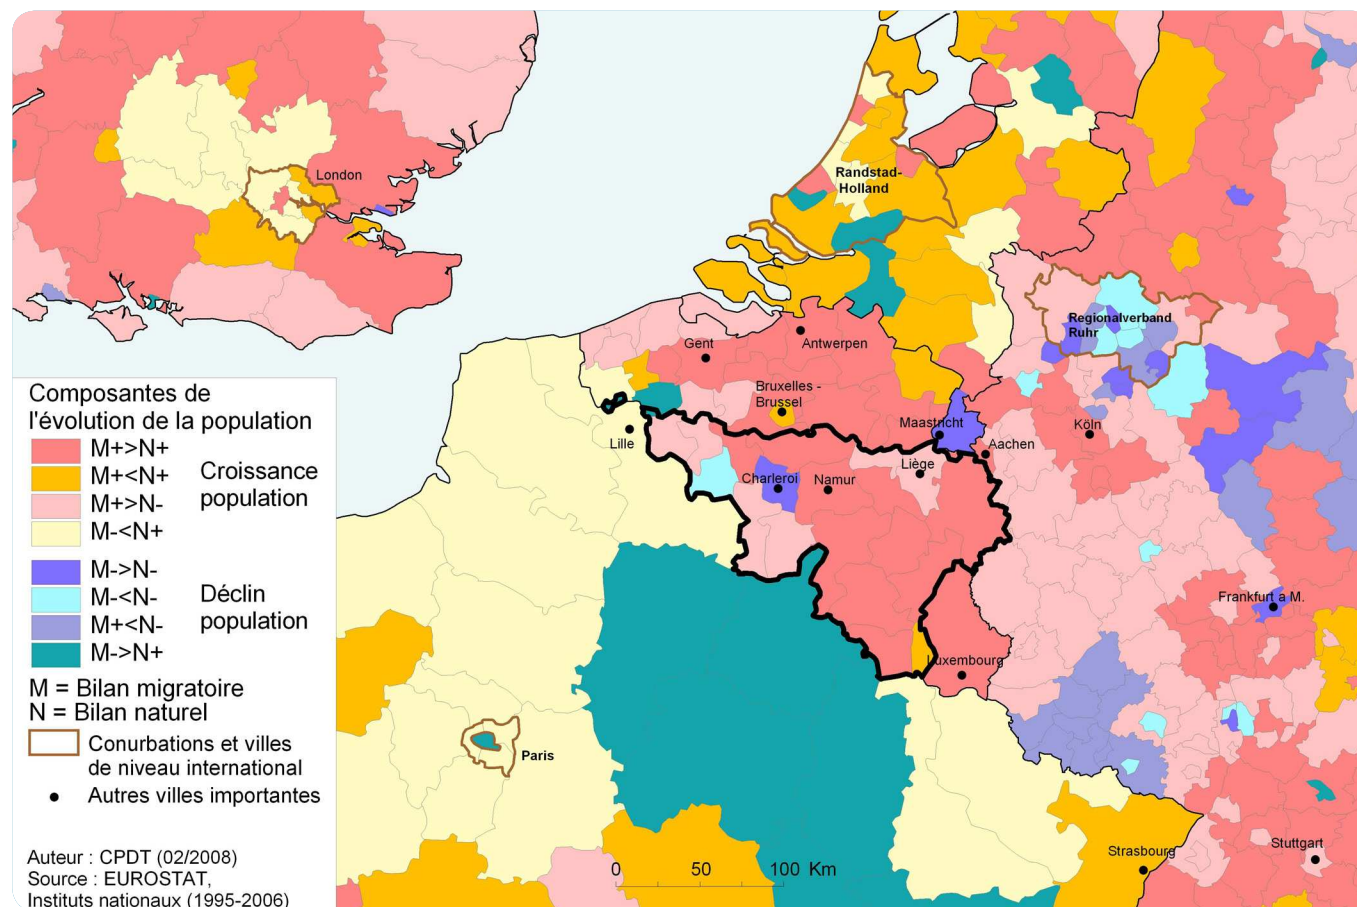 London
Randstad-
Holland
Regionalverband
Ruhr
Gent
Antwerpen
Bruxelles -
Brussel
Maastricht
Aachen
Köln
Lille
Charleroi
Namur
Liège
Frankfurt a M.
Luxembourg
Paris
Strasbourg
Stuttgart
0 50 100 Km
Composantes de
l'évolution de la population
M+>N+
M+<N+
M+>N-
M-<N+
Croissance
population
M->N-
M-<N-
M+<N-
M->N+
Déclin
population
M = Bilan migratoire
N = Bilan naturel
Conurbations et villes
de niveau international
Autres villes importantes
Auteur : CPDT (02/2008)
Source : EUROSTAT,
Instituts nationaux (1995-2006)